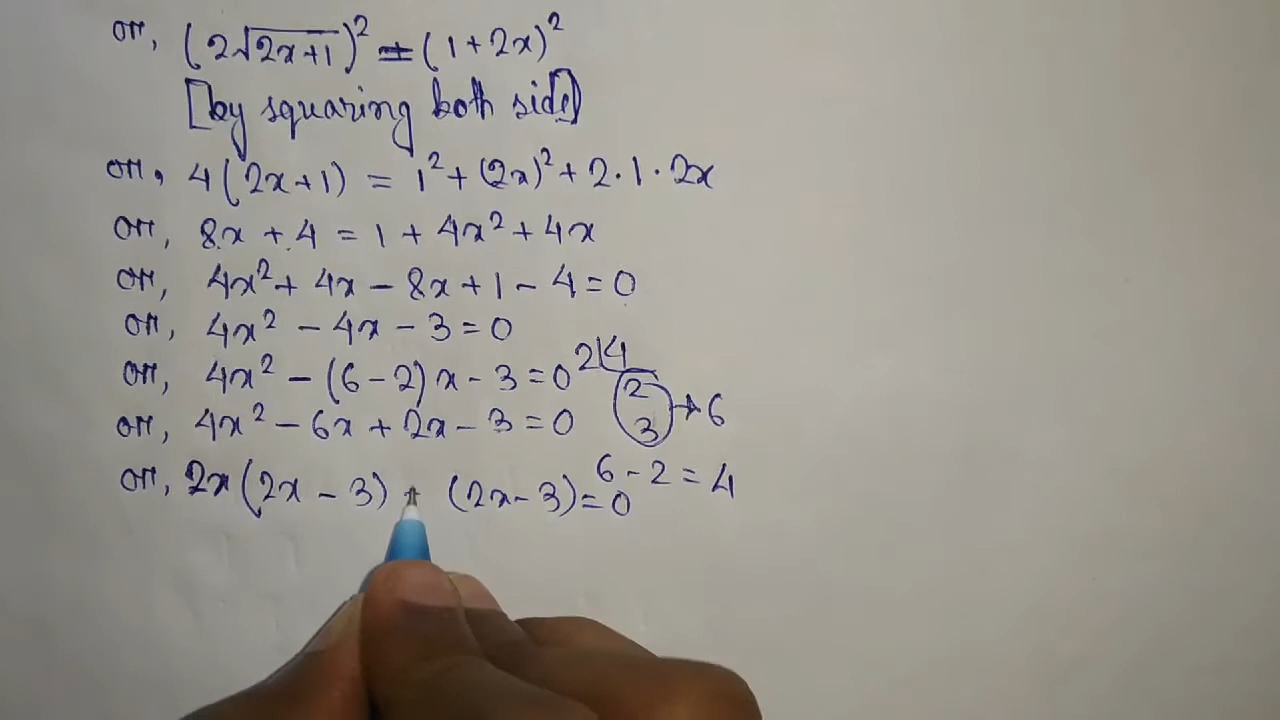 or, (2√2x+1)² = (1+2x)²
[by squaring both side]
or, 4(2x+1) = 1²+(2x)²+2·1·2x
or, 8x+4 = 1+4x²+4x
or, 4x²+4x-8x+1-4=0
or, 4x²-4x-3=0
or, 4x²-(6-2)x-3=0
or, 4x²-6x+2x-3=0
or, 2x(2x-3)+(2x-3)=0
2|4
2
3 → 6
6-2=4